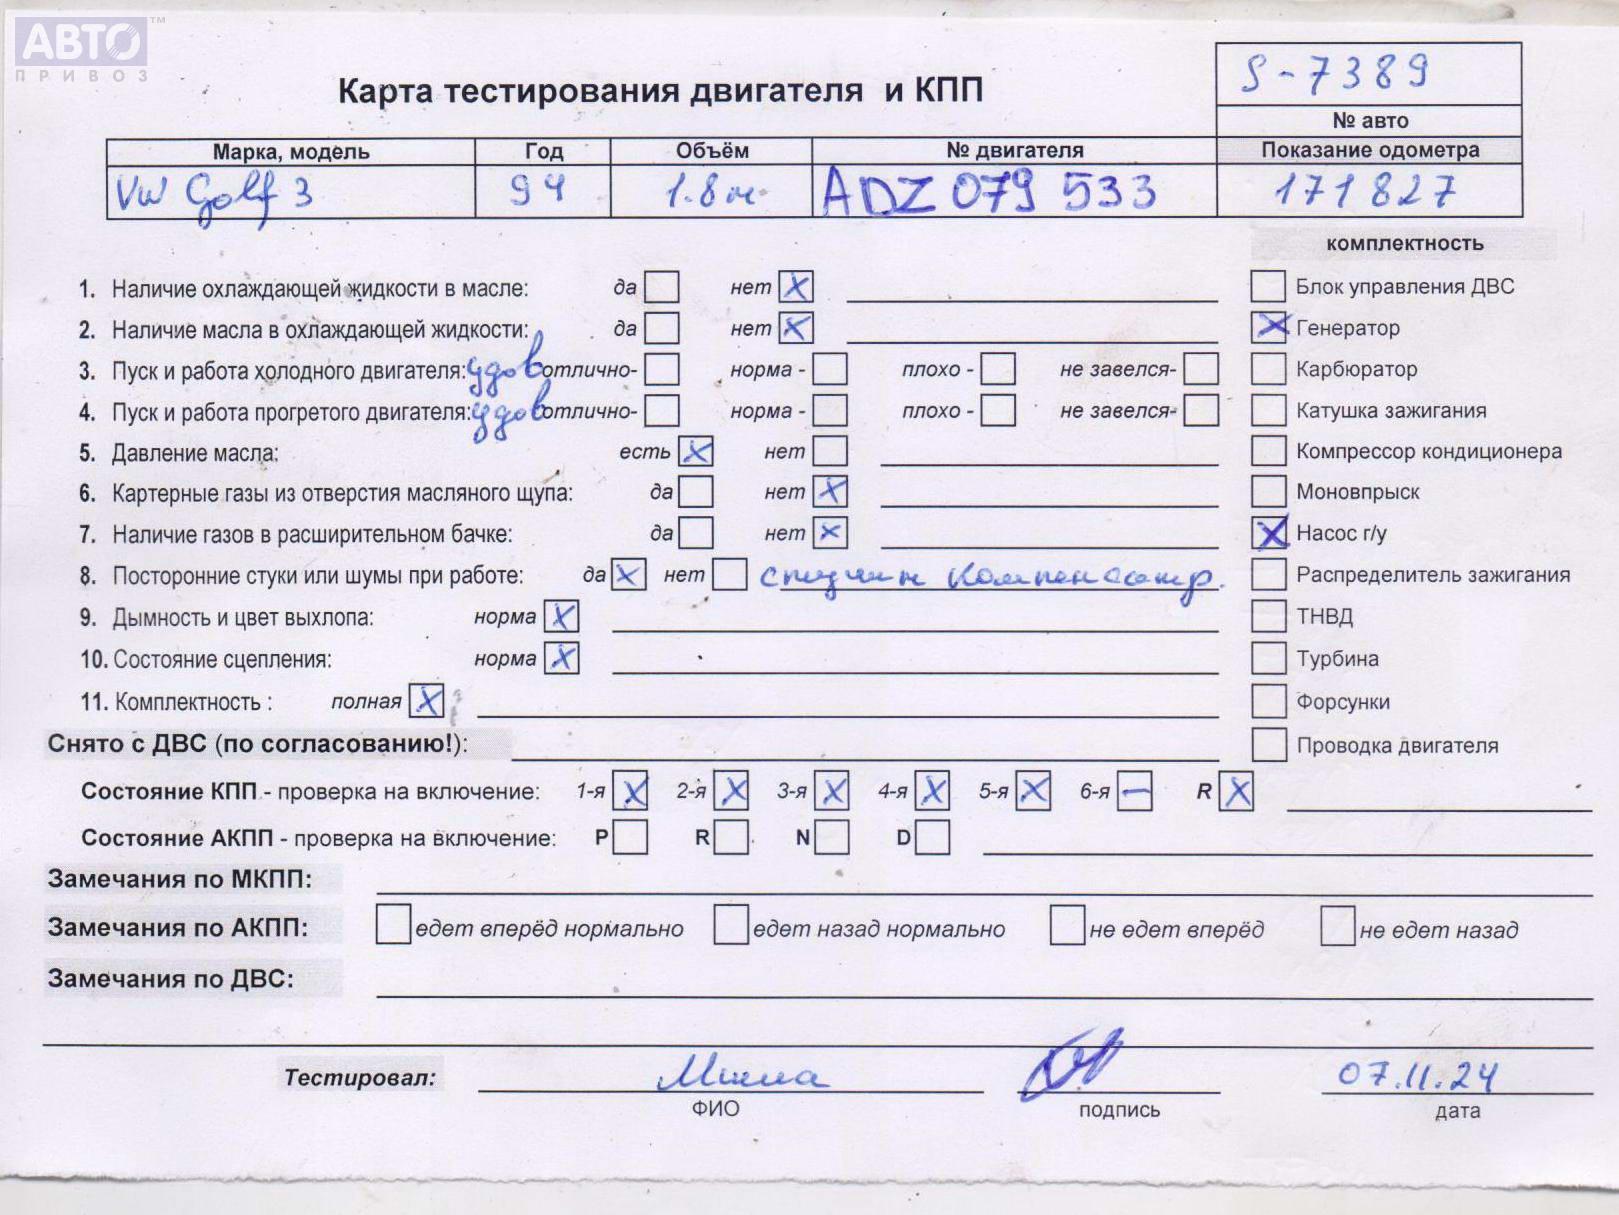 АВТО™
ПРИВОЗ
S-7389
Карта тестирования двигателя и КПП
№ авто
Марка, модель Год Объём № двигателя Показание одометра
VW Golf 3 94 1.8 м ADZ 079 533 171827
комплектность
1. Наличие охлаждающей жидкости в масле: да нет X Блок управления ДВС
2. Наличие масла в охлаждающей жидкости: да нет X X Генератор
3. Пуск и работа холодного двигателя: удов отлично- норма - плохо - не завелся- Карбюратор
4. Пуск и работа прогретого двигателя: удов отлично- норма - плохо - не завелся- Катушка зажигания
5. Давление масла: есть X нет Компрессор кондиционера
6. Картерные газы из отверстия масляного щупа: да нет X Моновпрыск
7. Наличие газов в расширительном бачке: да нет X X Насос г/у
8. Посторонние стуки или шумы при работе: да X нет компенсатор. Распределитель зажигания
9. Дымность и цвет выхлопа: норма X ТНВД
10. Состояние сцепления: норма X Турбина
11. Комплектность : полная X Форсунки
Снято с ДВС (по согласованию!): Проводка двигателя
Состояние КПП - проверка на включение: 1-я X 2-я X 3-я X 4-я X 5-я X 6-я — R X
Состояние АКПП - проверка на включение: P R N D
Замечания по МКПП:
Замечания по АКПП: едет вперёд нормально едет назад нормально не едет вперёд не едет назад
Замечания по ДВС:
Тестировал: Миша 07.11.24
ФИО подпись дата